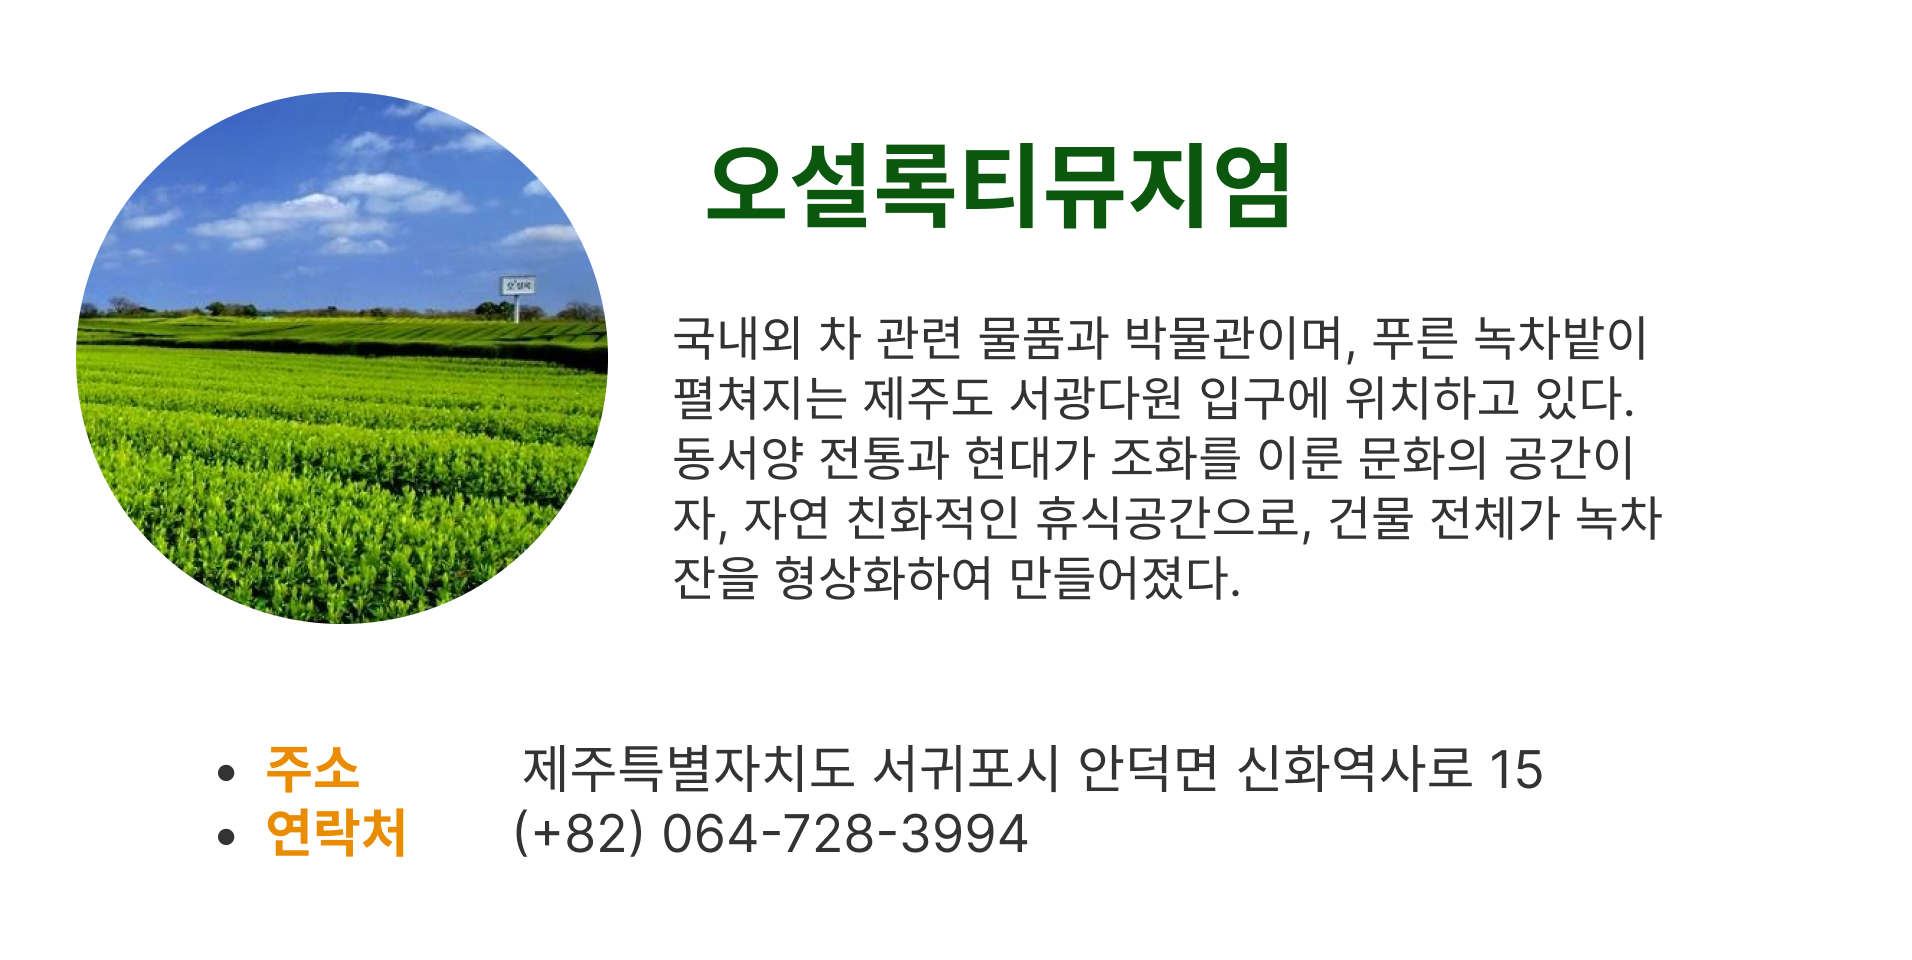 오설록
오설록티뮤지엄
국내외 차 관련 물품과 박물관이며, 푸른 녹차밭이
펼쳐지는 제주도 서광다원 입구에 위치하고 있다.
동서양 전통과 현대가 조화를 이룬 문화의 공간이
자, 자연 친화적인 휴식공간으로, 건물 전체가 녹차
잔을 형상화하여 만들어졌다.
• 주소 제주특별자치도 서귀포시 안덕면 신화역사로 15
• 연락처 (+82) 064-728-3994